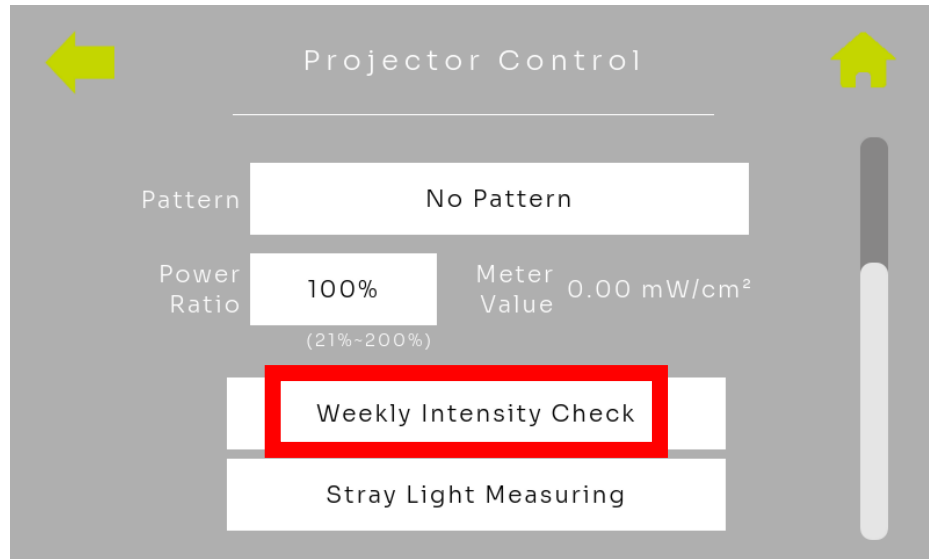 Projector Control
Pattern
No Pattern
Power
Ratio
100%
(21%~200%)
Meter
Value
0.00 mW/cm²
Weekly Intensity Check
Stray Light Measuring